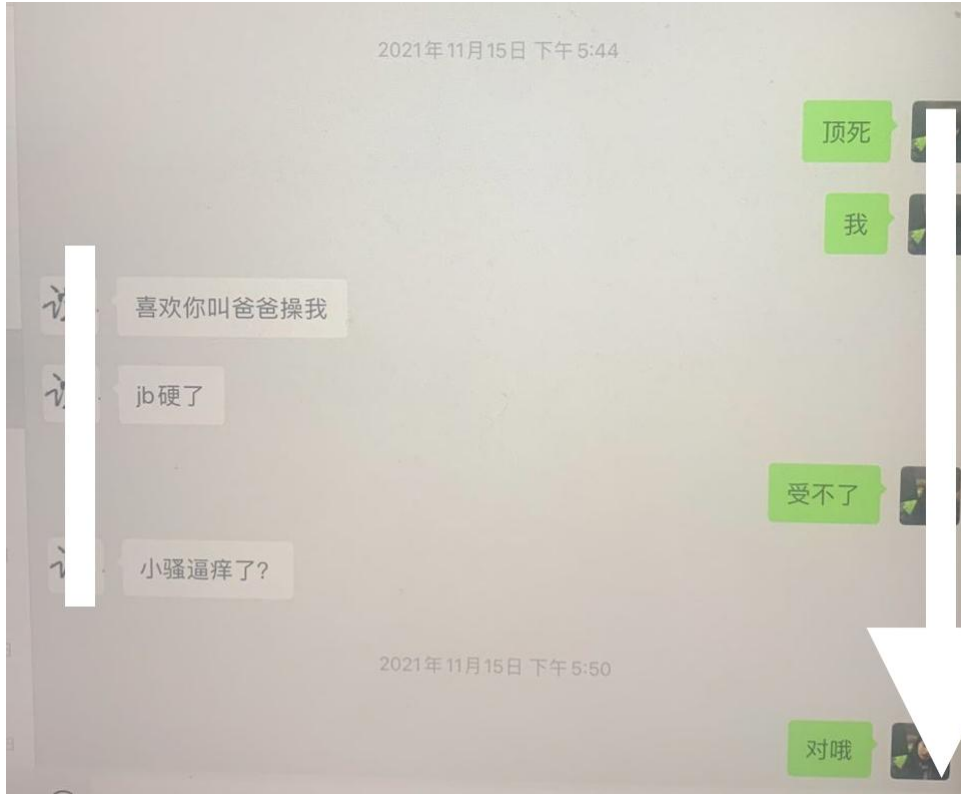 2021年11月15日 下午5:44
顶死
我
喜欢你叫爸爸操我
jb硬了
受不了
小骚逼痒了?
2021年11月15日 下午5:50
对哦